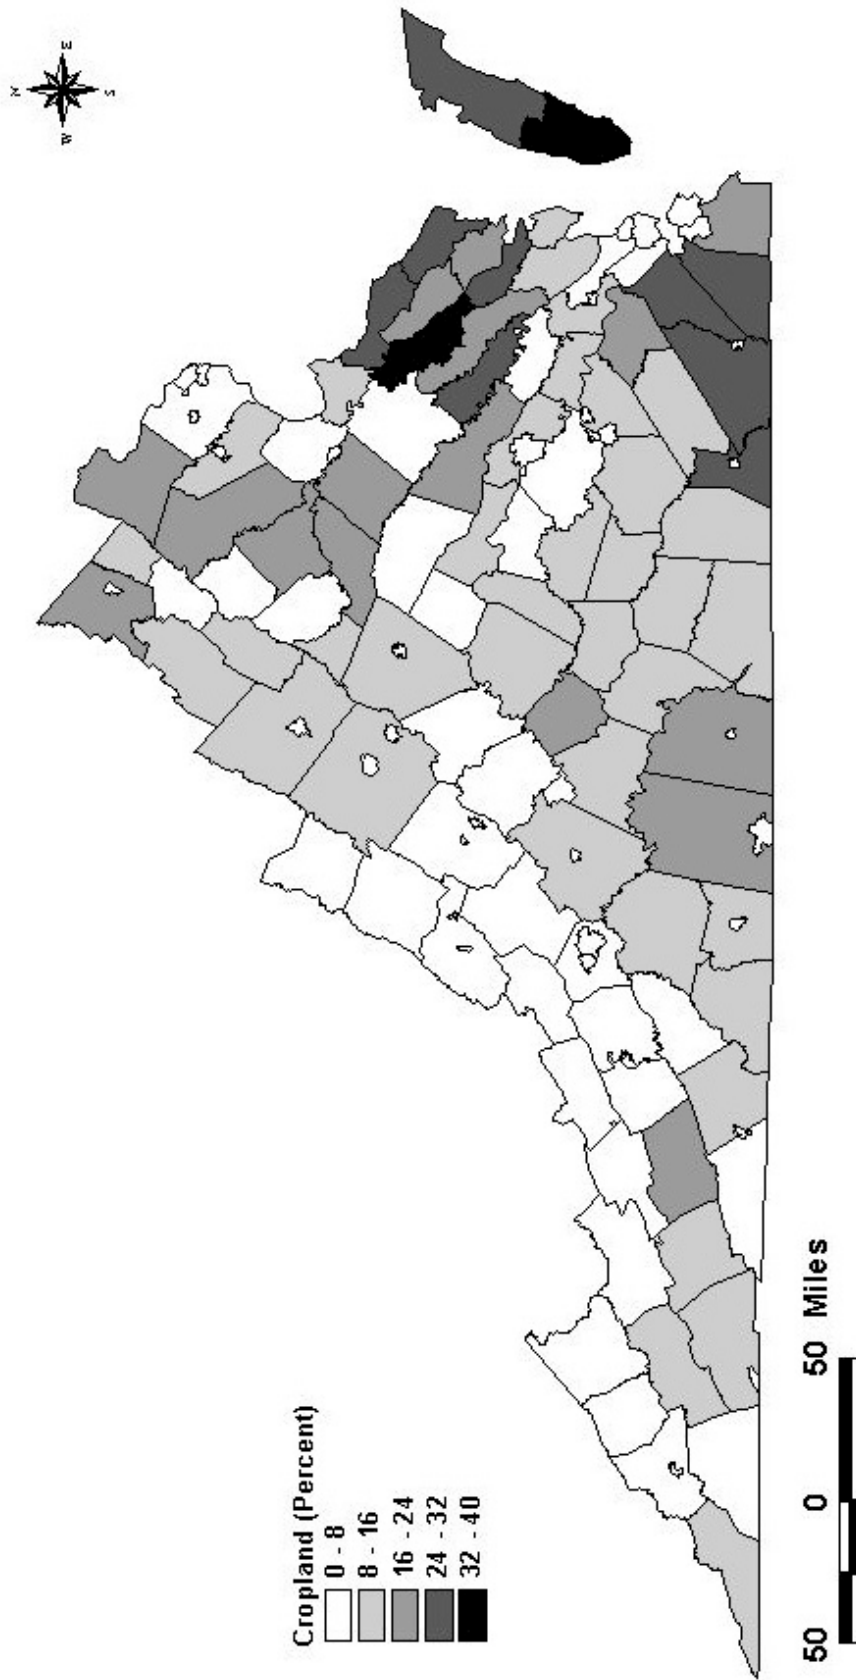 N
W
E
S
Cropland (Percent)
0 - 8
8 - 16
16 - 24
24 - 32
32 - 40
50 0 50 Miles